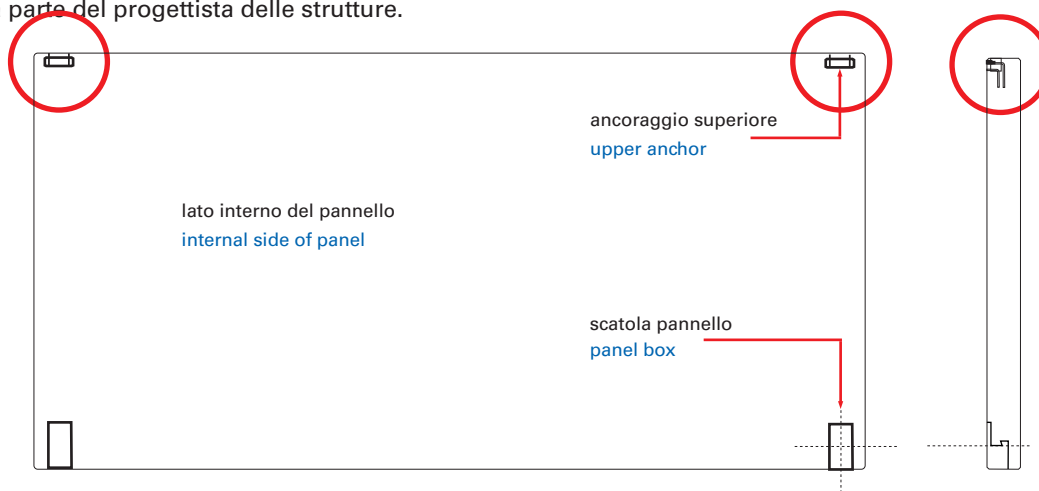 parte del progettista delle strutture.
ancoraggio superiore
upper anchor
lato interno del pannello
internal side of panel
scatola pannello
panel box